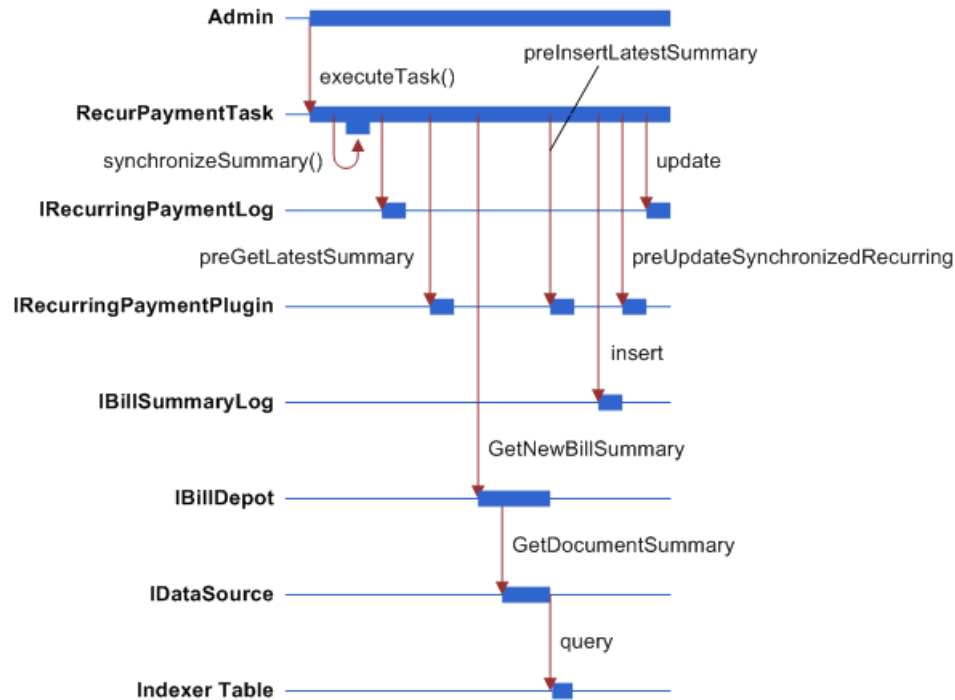 Admin
preInsertLatestSummary
executeTask()
RecurPaymentTask
synchronizeSummary()
update
IRecurringPaymentLog
preGetLatestSummary
preUpdateSynchronizedRecurring
IRecurringPaymentPlugin
insert
IBillSummaryLog
GetNewBillSummary
IBillDepot
GetDocumentSummary
IDataSource
query
Indexer Table